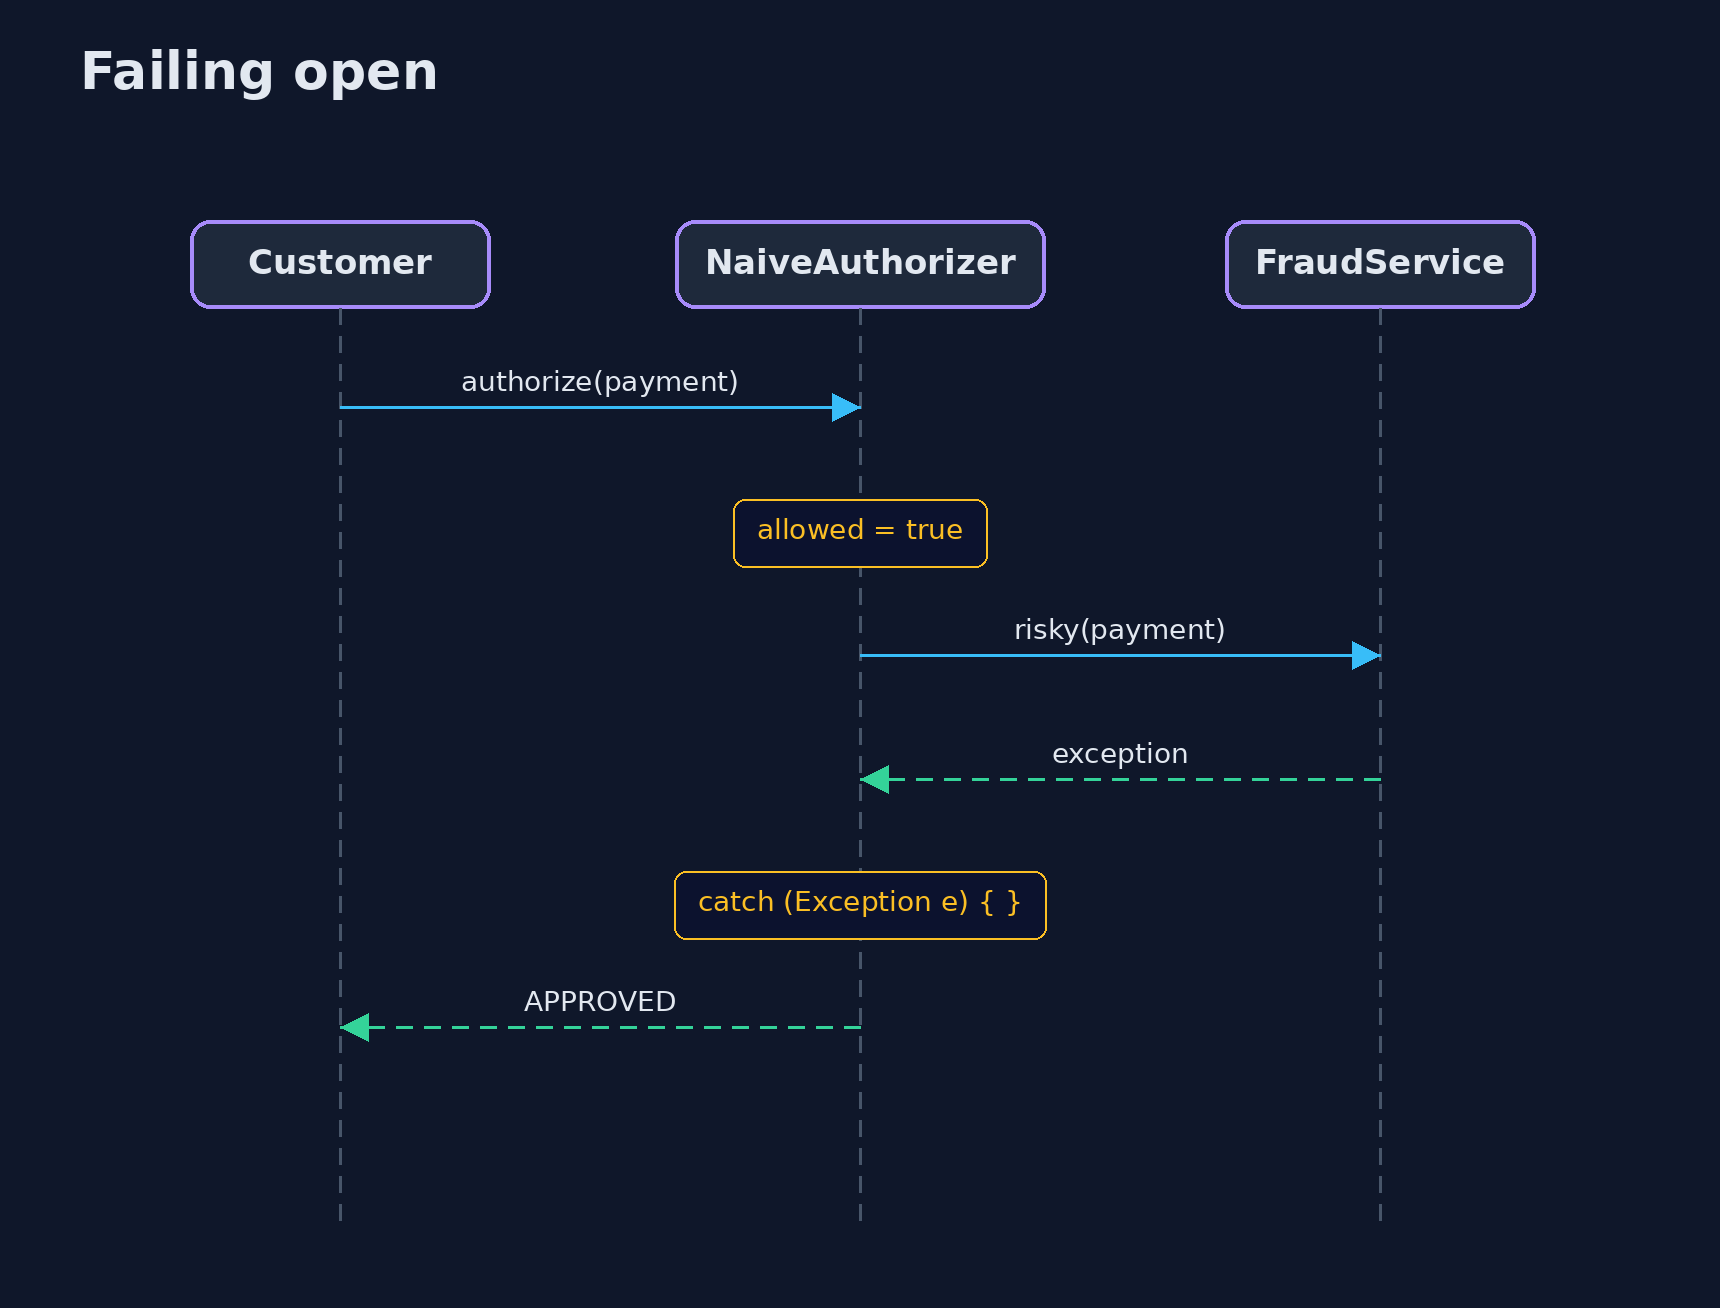 Failing open
Customer
NaiveAuthorizer
FraudService
authorize(payment)
allowed = true
risky(payment)
exception
catch (Exception e) { }
APPROVED